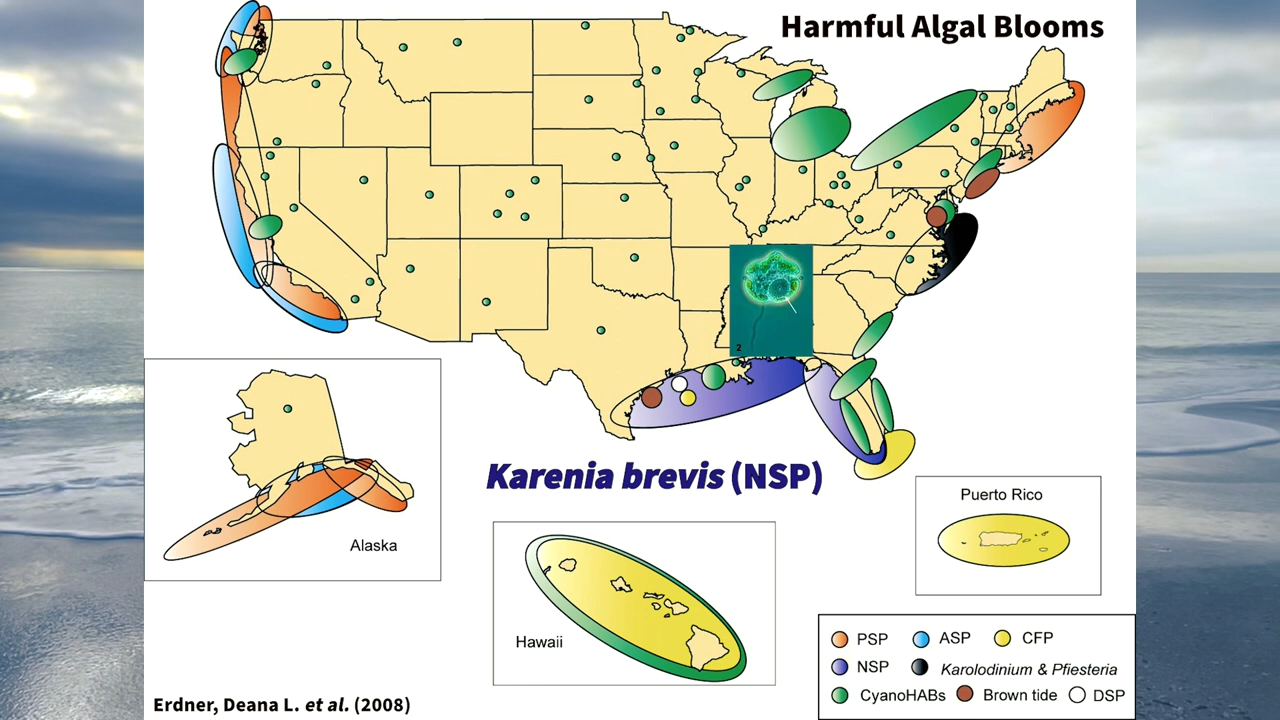 Harmful Algal Blooms
2
Karenia brevis (NSP)
Alaska
Hawaii
Puerto Rico
PSP
ASP
CFP
NSP
Karolodinium & Pfiesteria
CyanoHABs
Brown tide
DSP
Erdner, Deana L. et al. (2008)